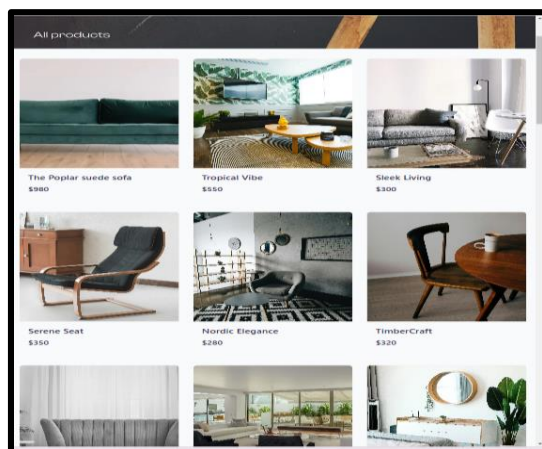 All products
The Poplar suede sofa
$980
Tropical Vibe
$550
Sleek Living
$300
Serene Seat
$350
Nordic Elegance
$280
TimberCraft
$320